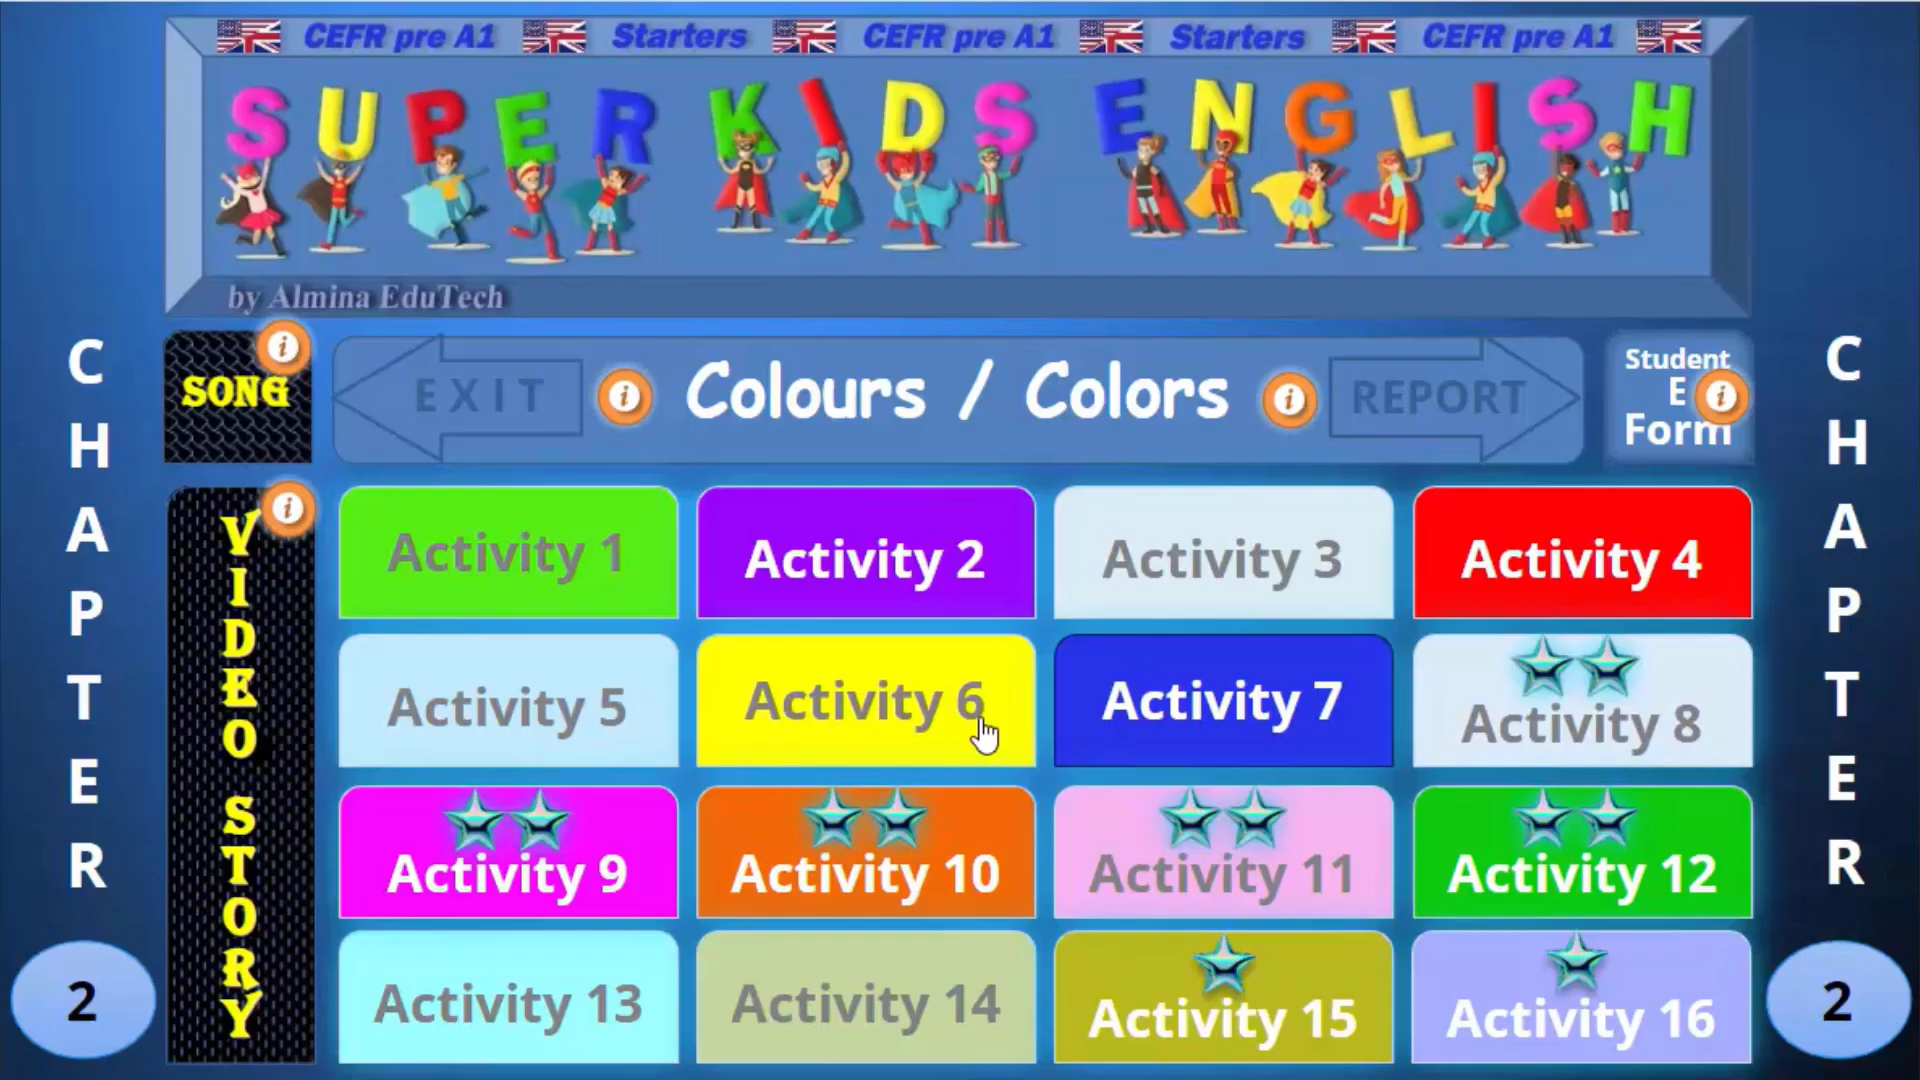 CEFR pre A1 Starters CEFR pre A1 Starters CEFR pre A1
SUPER KIDS ENGLISH
by Almina EduTech
CHAPTER
2
SONG
EXIT
Colours / Colors
REPORT
Student
E
Form
VIDEO STORY
Activity 1
Activity 2
Activity 3
Activity 4
Activity 5
Activity 6
Activity 7
Activity 8
Activity 9
Activity 10
Activity 11
Activity 12
Activity 13
Activity 14
Activity 15
Activity 16
CHAPTER
2